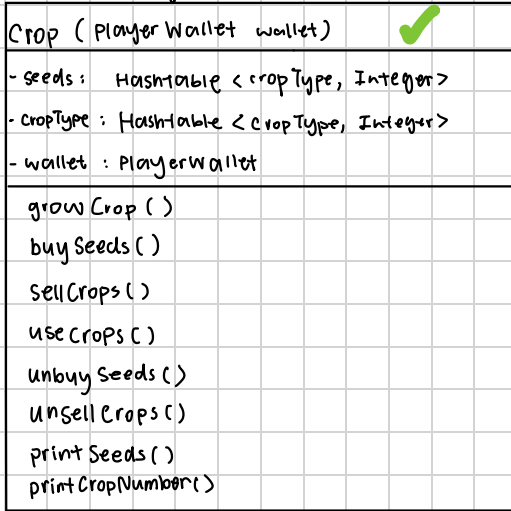 Crop (PlayerWallet wallet)
- seeds: Hashtable <cropType, Integer>
- cropType: Hashtable <cropType, Integer>
- wallet: PlayerWallet
growCrop()
buySeeds()
sellCrops()
useCrops()
unbuySeeds()
unsellCrops()
printSeeds()
printCropNumber()